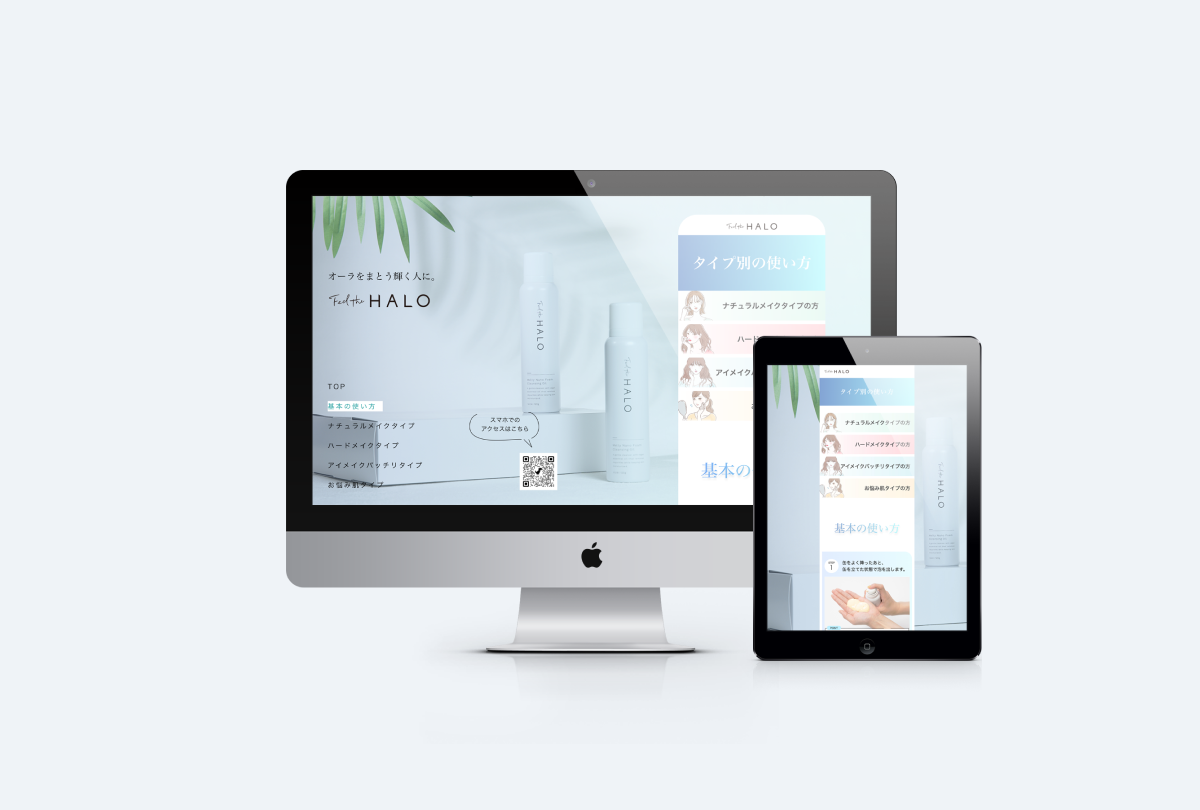 オーラをまとう輝く人に。
Feel the HALO
TOP
基本の使い方
ナチュラルメイクタイプ
ハードメイクタイプ
アイメイクバッチリタイプ
お悩み肌タイプ
スマホでの
アクセスはこちら
Feel the HALO
Feel the HALO
Feel the HALO
タイプ別の使い方
ナチュラルメイクタイプの方
ハード
アイメイク
基本の
HALO
タイプ別の使い方
ナチュラルメイクタイプの方
ハードメイクタイプの方
アイメイクバッチリタイプの方
お悩み肌タイプの方
基本の使い方
1
缶をよく振ったあと、
缶を立てた状態で泡を出します。
HALO